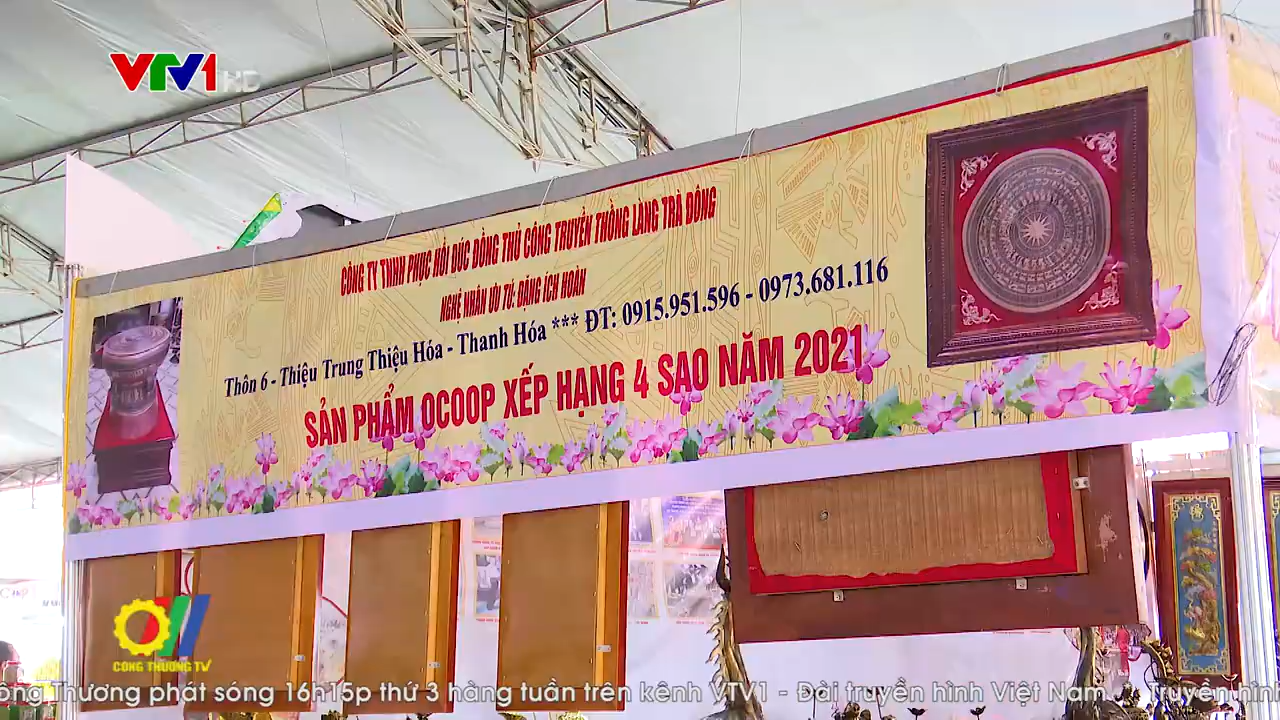 VTV1 HD
CÔNG TY TNHH PHỤC HỒI ĐÚC ĐỒNG THỦ CÔNG TRUYỀN THỐNG LÀNG TRÀ ĐÔNG
NGHỆ NHÂN ƯU TÚ: ĐẶNG ÍCH HOÀN
Thôn 6 - Thiệu Trung Thiệu Hóa - Thanh Hóa *** ĐT: 0915.951.596 - 0973.681.116
SẢN PHẨM OCOOP XẾP HẠNG 4 SAO NĂM 2021
CÔNG THƯƠNG TV
ông Thương phát sóng 16h15p thứ 3 hàng tuần trên kênh VTV1 - Đài truyền hình Việt Nam. Truyền hình